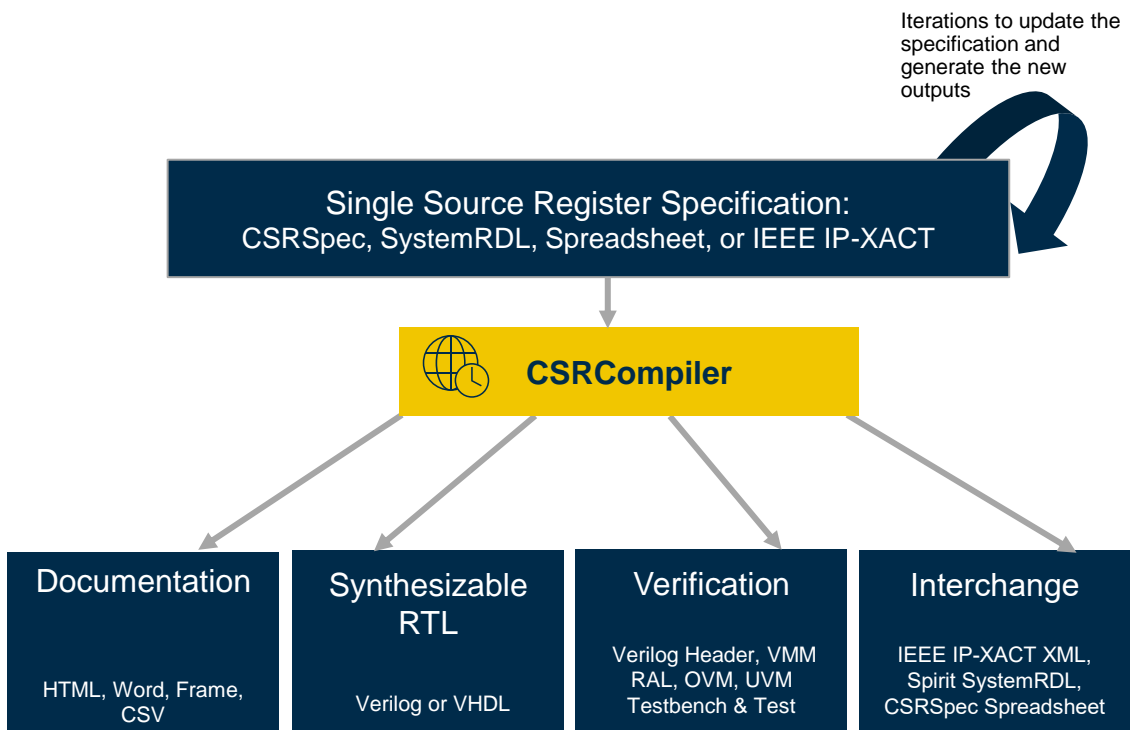 Iterations to update the
specification and
generate the new
outputs
Single Source Register Specification:
CSRSpec, SystemRDL, Spreadsheet, or IEEE IP-XACT
CSRCompiler
Documentation
HTML, Word, Frame,
CSV
Synthesizable
RTL
Verilog or VHDL
Verification
Verilog Header, VMM
RAL, OVM, UVM
Testbench & Test
Interchange
IEEE IP-XACT XML,
Spirit SystemRDL,
CSRSpec Spreadsheet